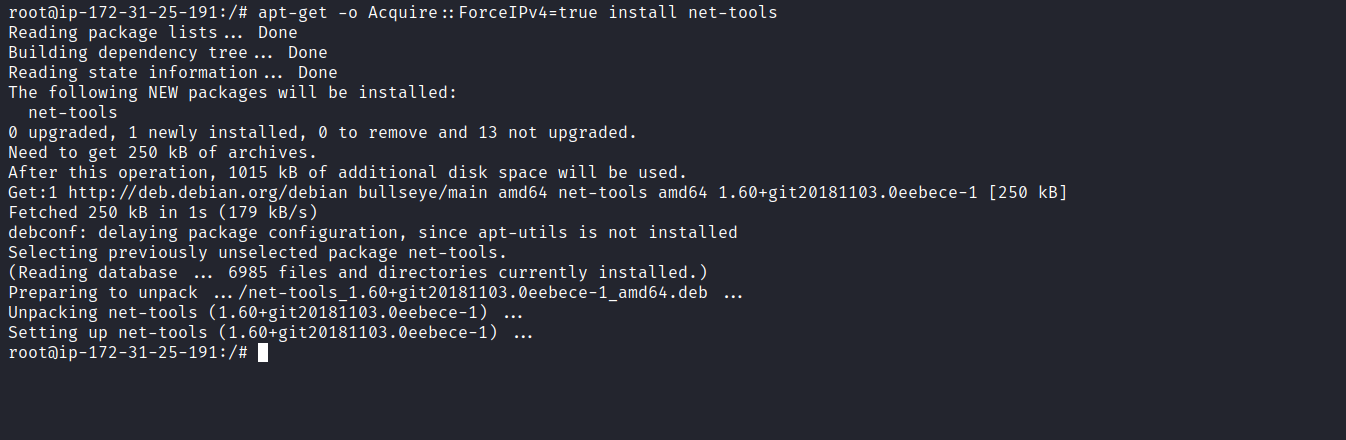 root@ip-172-31-25-191:/# apt-get -o Acquire::ForceIPv4=true install net-tools
Reading package lists... Done
Building dependency tree... Done
Reading state information... Done
The following NEW packages will be installed:
  net-tools
0 upgraded, 1 newly installed, 0 to remove and 13 not upgraded.
Need to get 250 kB of archives.
After this operation, 1015 kB of additional disk space will be used.
Get:1 http://deb.debian.org/debian bullseye/main amd64 net-tools amd64 1.60+git20181103.0eebece-1 [250 kB]
Fetched 250 kB in 1s (179 kB/s)
debconf: delaying package configuration, since apt-utils is not installed
Selecting previously unselected package net-tools.
(Reading database ... 6985 files and directories currently installed.)
Preparing to unpack .../net-tools_1.60+git20181103.0eebece-1_amd64.deb ...
Unpacking net-tools (1.60+git20181103.0eebece-1) ...
Setting up net-tools (1.60+git20181103.0eebece-1) ...
root@ip-172-31-25-191:/#